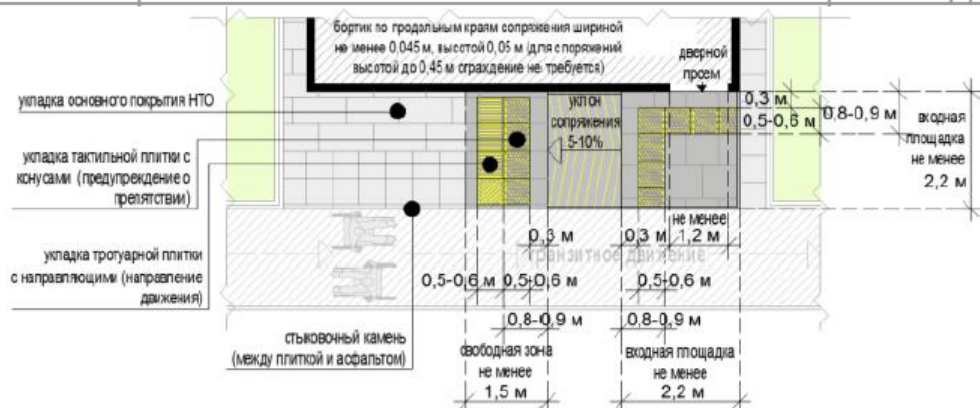 бортик по продольным краям сопряжения шириной
не менее 0,045 м, высотой 0,05 м (для споряжений
высотой до 0,45 м ограждение не требуется)
дверной
проем
укладка основного покрытия НТО
уклон
сопряжения
5-10%
0,3 м
0,5-0,6 м
0,8-0,9 м
входная
площадка
не менее
2,2 м
укладка тактильной плитки с
конусами (предупреждение о
препятствии)
не менее
0,3 м
0,3 м
1,2 м
транзитное движение
укладка тротуарной плитки
с направляющими (направление
движения)
0,5-0,6 м
0,5-0,6 м
0,5-0,6 м
0,8-0,9 м
0,8-0,9 м
стыковочный камень
(между плиткой и асфальтом)
свободная зона
не менее
1,5 м
входная площадка
не менее
2,2 м